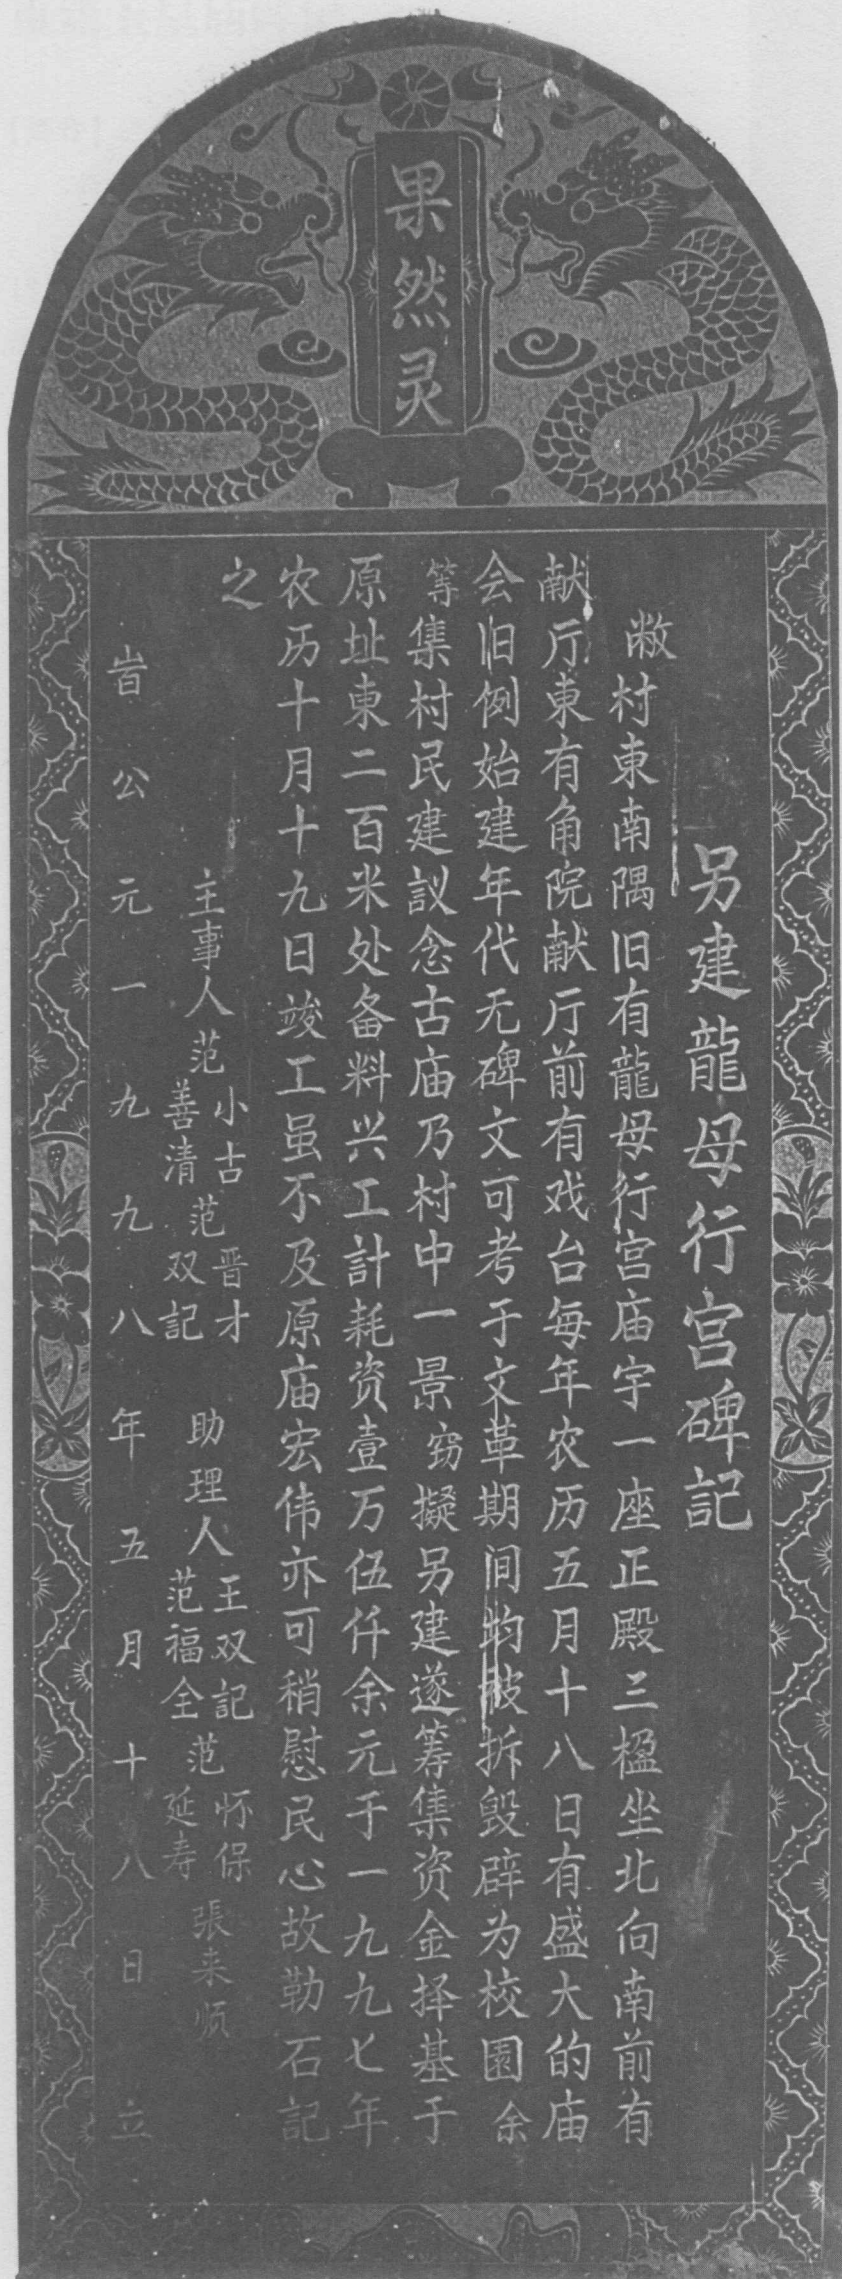 果然灵
另建龍母行宫碑記
敝村東南隅旧有龍母行宫庙宇一座正殿三楹坐北向南前有
献厅東有角院献厅前有戏台每年农历五月十八日有盛大的庙
会旧例始建年代无碑文可考于文革期间均被拆毁辟为校園余
等集村民建議念古庙乃村中一景窃擬另建遂筹集资金择基于
原址東二百米处备料兴工計耗资壹万伍仟余元于一九九七年
农历十月十九日竣工虽不及原庙宏伟亦可稍慰民心故勒石記
之
主事人范小古善清范晋才双記 助理人王双記范福全范怀保延寿張来顺
旹公元一九九八年五月十八日立